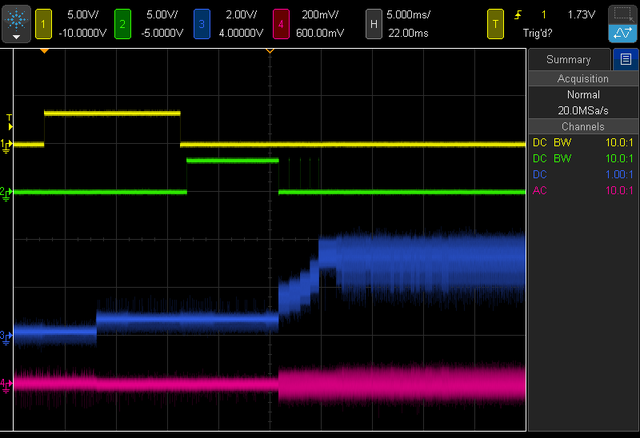 1 5.00V/ -10.0000V 2 5.00V/ -5.0000V 3 2.00V/ 4.00000V 4 200mV/ 600.00mV H 5.000ms/ 22.00ms T 1 1.73V Trig'd?
Summary
Acquisition
Normal
20.0MSa/s
Channels
DC BW 10.0:1
DC BW 10.0:1
DC 1.00:1
AC 10.0:1
T
1
2
3
4